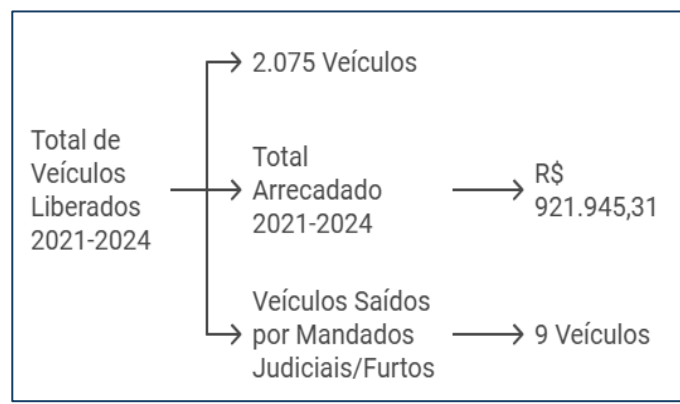 Total de
Veículos
Liberados
2021-2024
2.075 Veículos
Total
Arrecadado
2021-2024
R$
921.945,31
Veículos Saídos
por Mandados
Judiciais/Furtos
9 Veículos